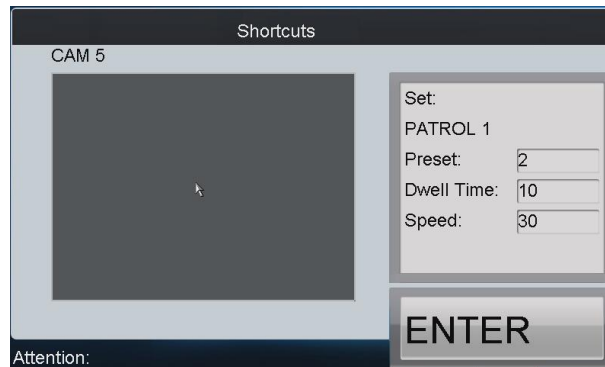 Shortcuts
CAM 5
Set:
PATROL 1
Preset: 2
Dwell Time: 10
Speed: 30
ENTER
Attention: